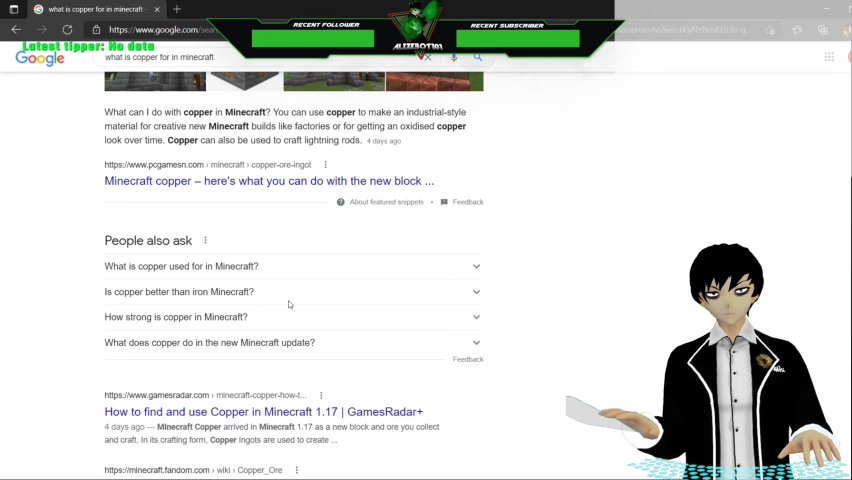 what is copper for in minecraft -
https://www.google.com/sear
RECENT FOLLOWER
RECENT SUBSCRIBER
ALIZEBOT101
Latest tipper: No data
Google
what is copper for in minecraft
What can I do with copper in Minecraft? You can use copper to make an industrial-style
material for creative new Minecraft builds like factories or for getting an oxidised copper
look over time. Copper can also be used to craft lightning rods. 4 days ago
https://www.pcgamesn.com › minecraft › copper-ore-ingot
Minecraft copper – here's what you can do with the new block ...
About featured snippets • Feedback
People also ask
What is copper used for in Minecraft?
Is copper better than iron Minecraft?
How strong is copper in Minecraft?
What does copper do in the new Minecraft update?
Feedback
https://www.gamesradar.com › minecraft-copper-how-t...
How to find and use Copper in Minecraft 1.17 | GamesRadar+
4 days ago — Minecraft Copper arrived in Minecraft 1.17 as a new block and ore you collect
and craft. In its crafting form, Copper Ingots are used to create ...
https://minecraft.fandom.com › wiki › Copper_Ore